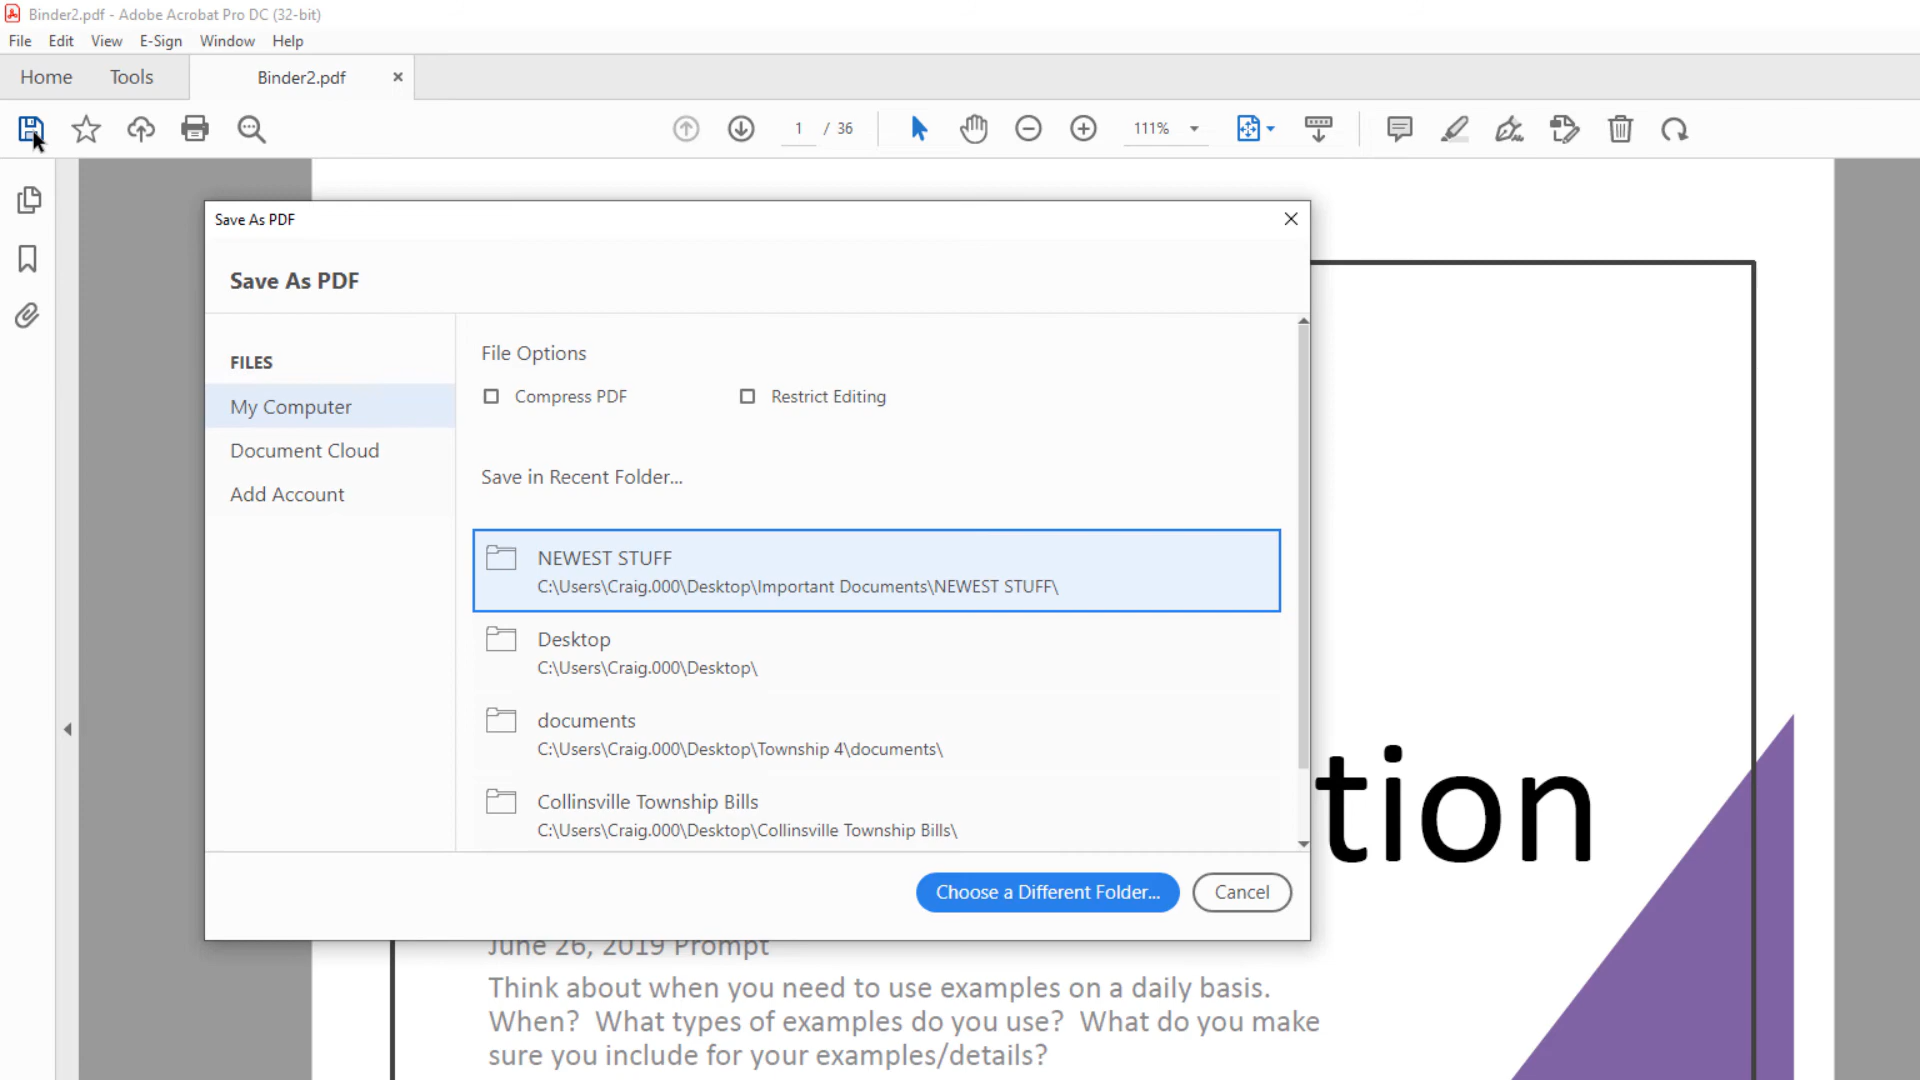 Binder2.pdf - Adobe Acrobat Pro DC (32-bit)
File Edit View E-Sign Window Help
Home Tools Binder2.pdf ×
1 / 36 111%
Save As PDF
Save As PDF
FILES
My Computer
Document Cloud
Add Account
File Options
Compress PDF Restrict Editing
Save in Recent Folder...
NEWEST STUFF
C:\Users\Craig.000\Desktop\Important Documents\NEWEST STUFF\
Desktop
C:\Users\Craig.000\Desktop\
documents
C:\Users\Craig.000\Desktop\Township 4\documents\
Collinsville Township Bills
C:\Users\Craig.000\Desktop\Collinsville Township Bills\
Choose a Different Folder... Cancel
tion
June 26, 2019 Prompt
Think about when you need to use examples on a daily basis.
When? What types of examples do you use? What do you make
sure you include for your examples/details?